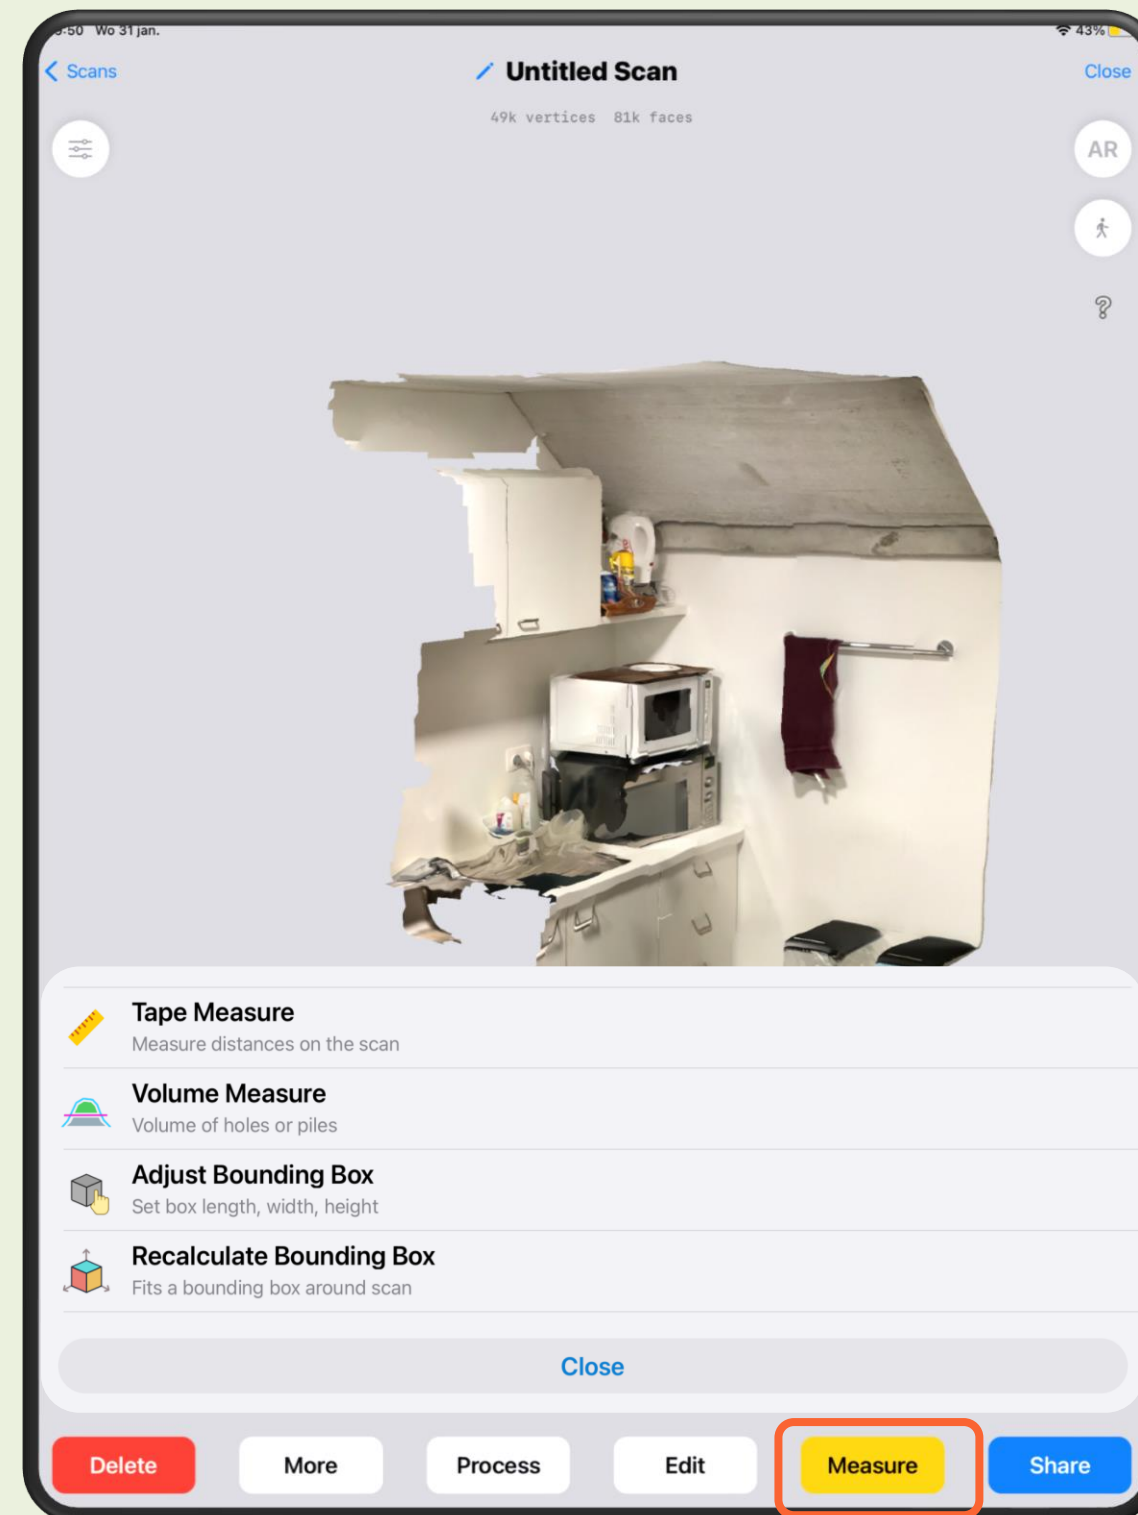 9:50 Wo 31 jan.
43%
Scans
Untitled Scan
Close
49k vertices 81k faces
AR
?
Tape Measure
Measure distances on the scan
Volume Measure
Volume of holes or piles
Adjust Bounding Box
Set box length, width, height
Recalculate Bounding Box
Fits a bounding box around scan
Close
Delete
More
Process
Edit
Measure
Share